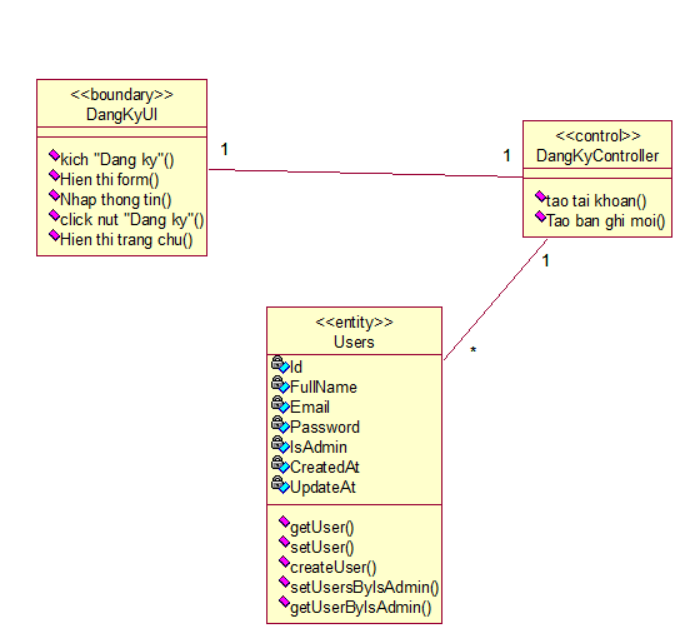 <<boundary>>
DangKyUI
kich "Dang ky"()
Hien thi form()
Nhap thong tin()
click nut "Dang ky"()
Hien thi trang chu()
1
1
<<control>>
DangKyController
tao tai khoan()
Tao ban ghi moi()
1
*
<<entity>>
Users
Id
FullName
Email
Password
IsAdmin
CreatedAt
UpdateAt
getUser()
setUser()
createUser()
setUsersByIsAdmin()
getUserByIsAdmin()